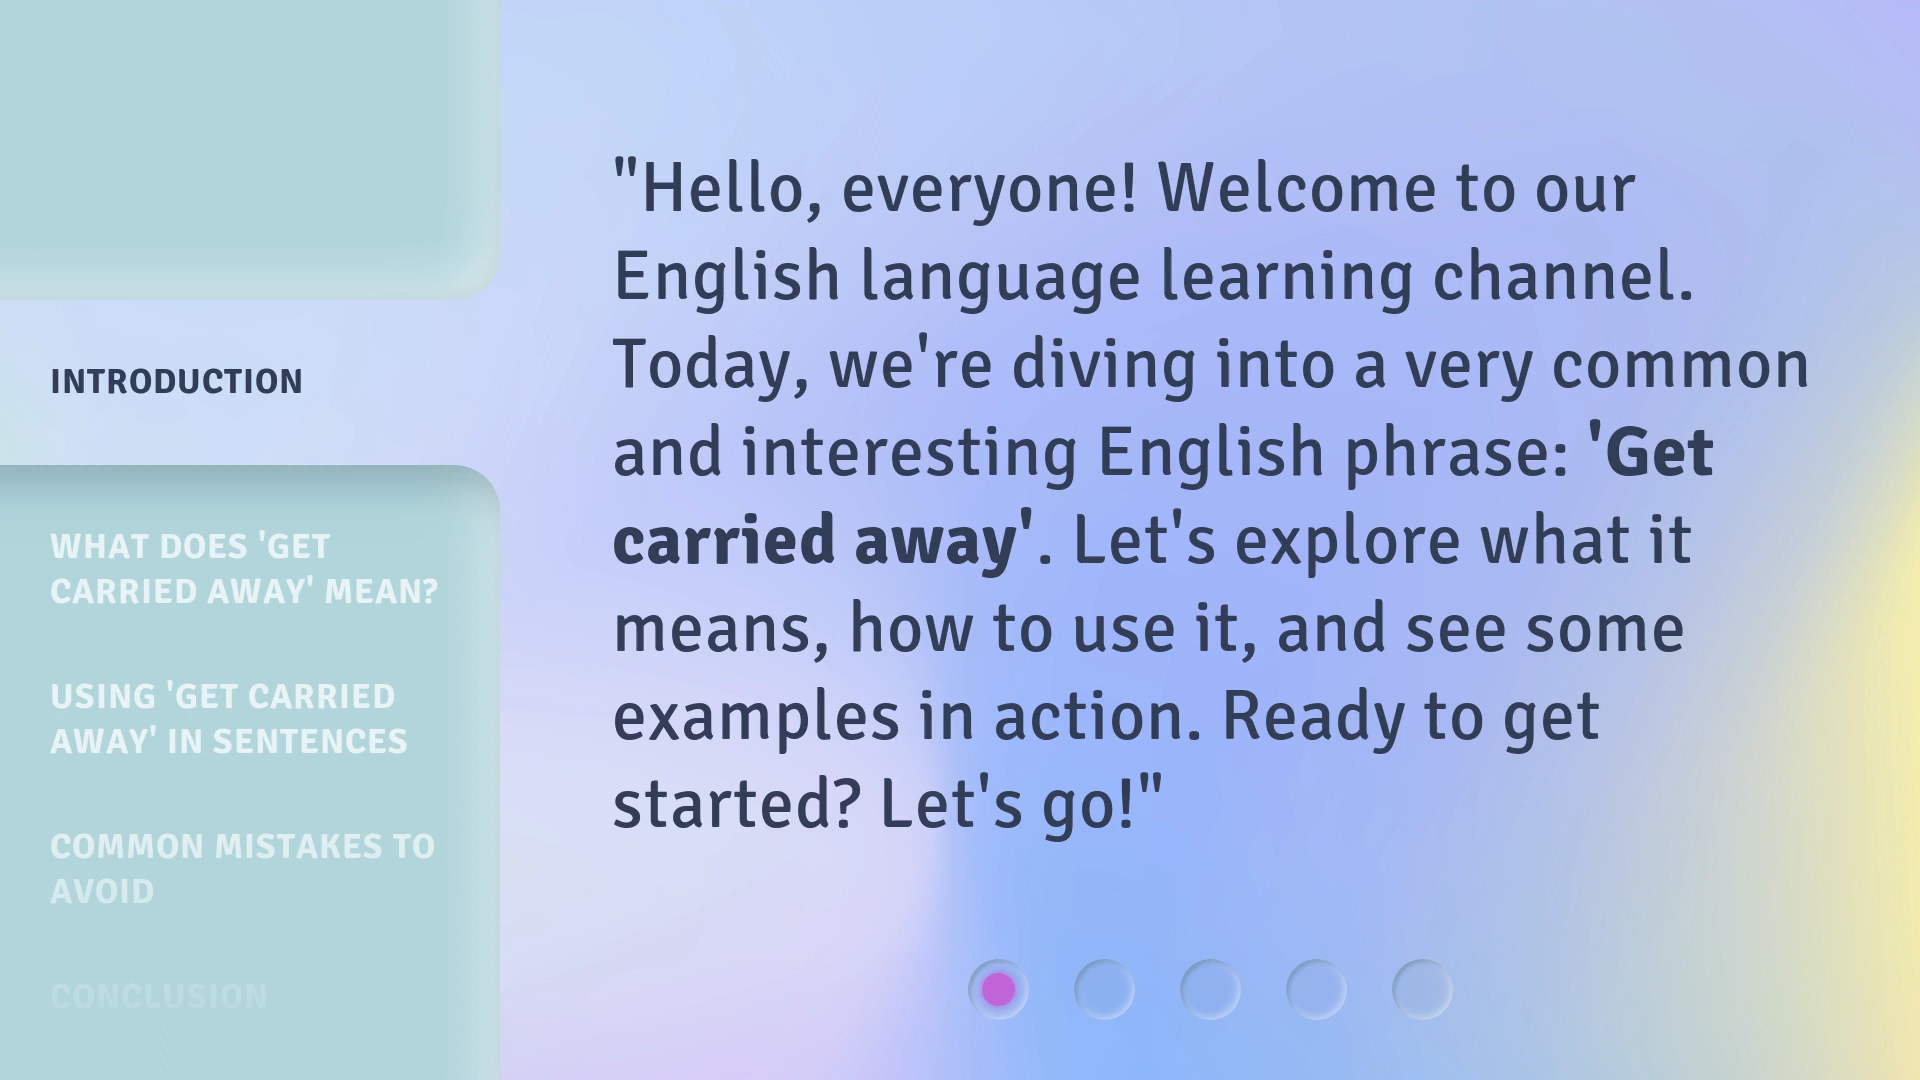 INTRODUCTION
WHAT DOES 'GET
CARRIED AWAY' MEAN?
USING 'GET CARRIED
AWAY' IN SENTENCES
COMMON MISTAKES TO
AVOID
CONCLUSION
"Hello, everyone! Welcome to our
English language learning channel.
Today, we're diving into a very common
and interesting English phrase: 'Get
carried away'. Let's explore what it
means, how to use it, and see some
examples in action. Ready to get
started? Let's go!"